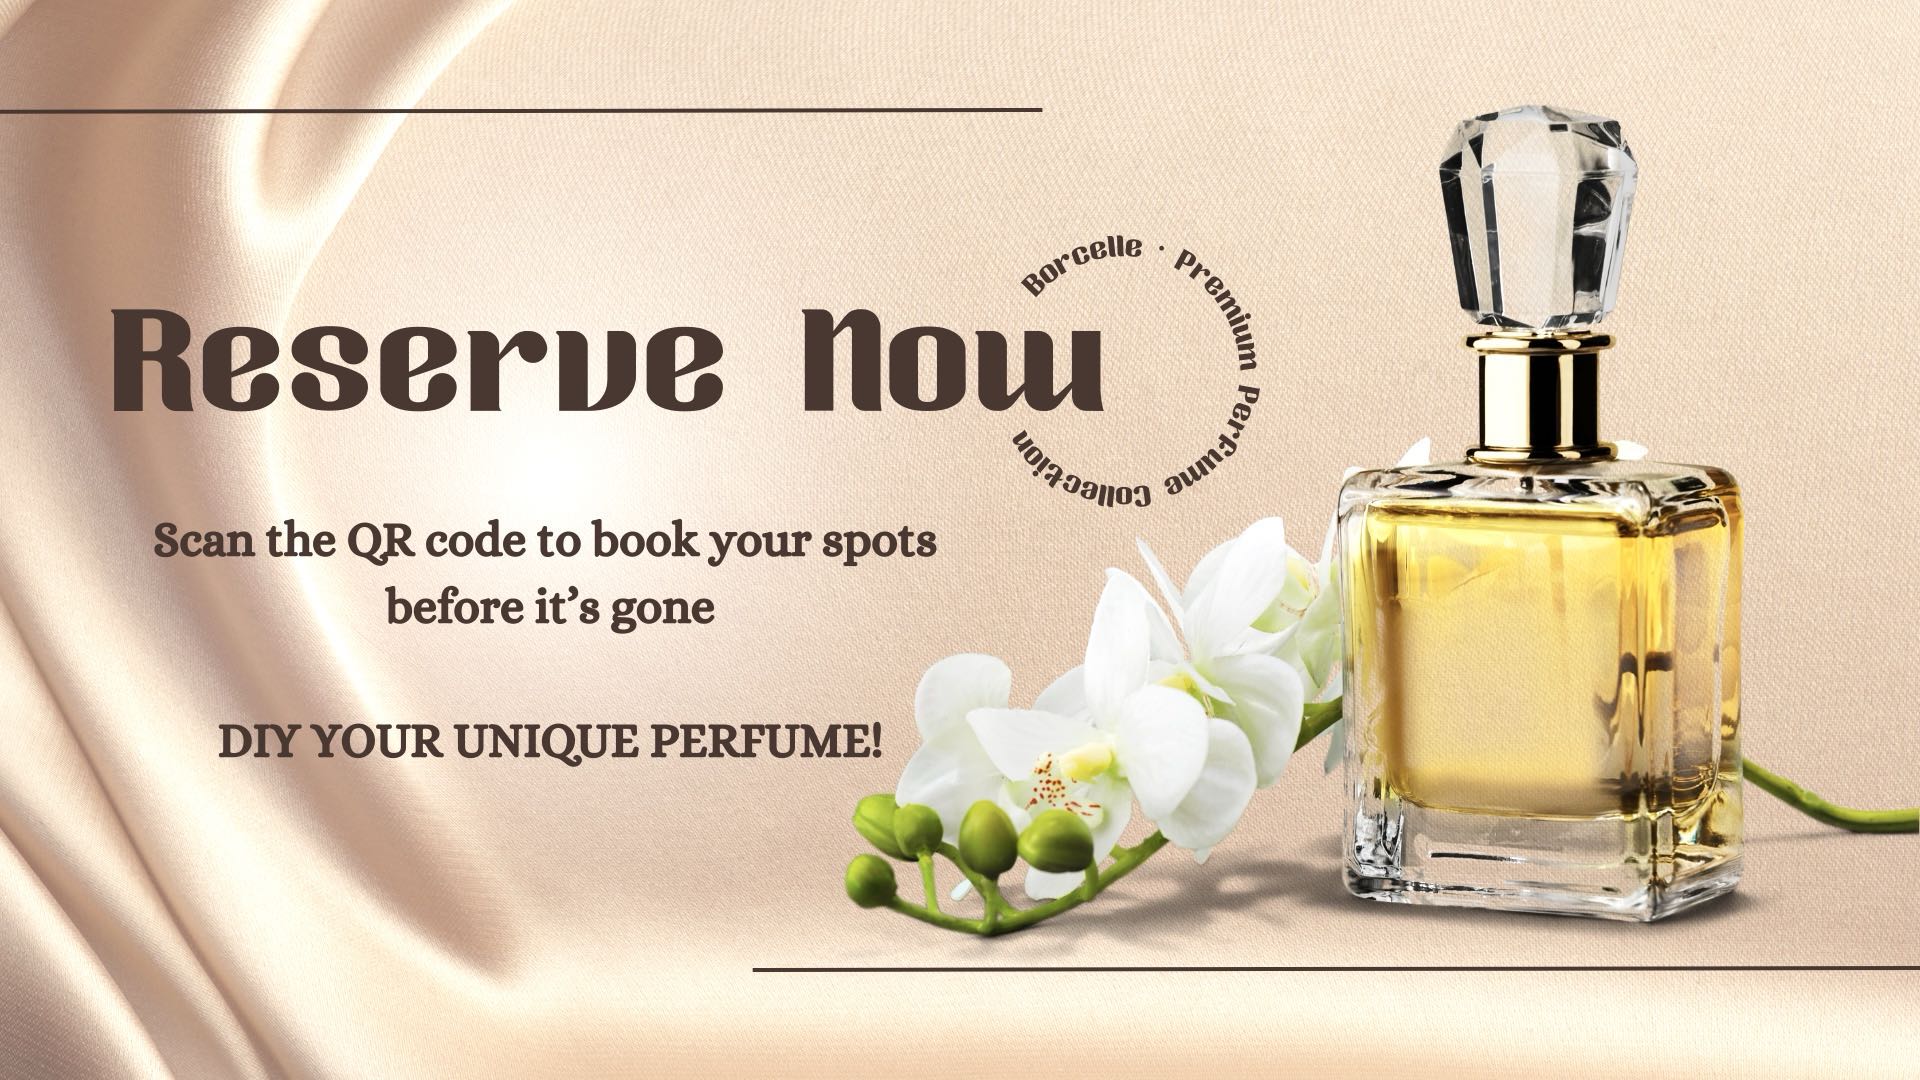 Borcelle · Premium Perfume Collection
Reserve Now
Scan the QR code to book your spots
before it’s gone
DIY YOUR UNIQUE PERFUME!